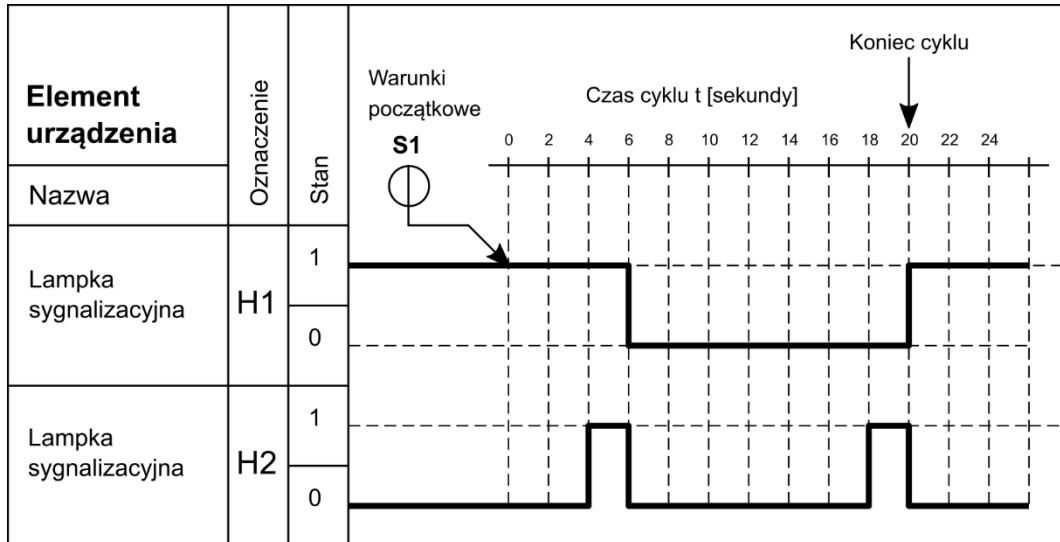 Element
urządzenia
Nazwa
Oznaczenie
Stan
Warunki
początkowe
S1
Czas cyklu t [sekundy]
Koniec cyklu
0 2 4 6 8 10 12 14 16 18 20 22 24
Lampka
sygnalizacyjna
H1
1
0
Lampka
sygnalizacyjna
H2
1
0